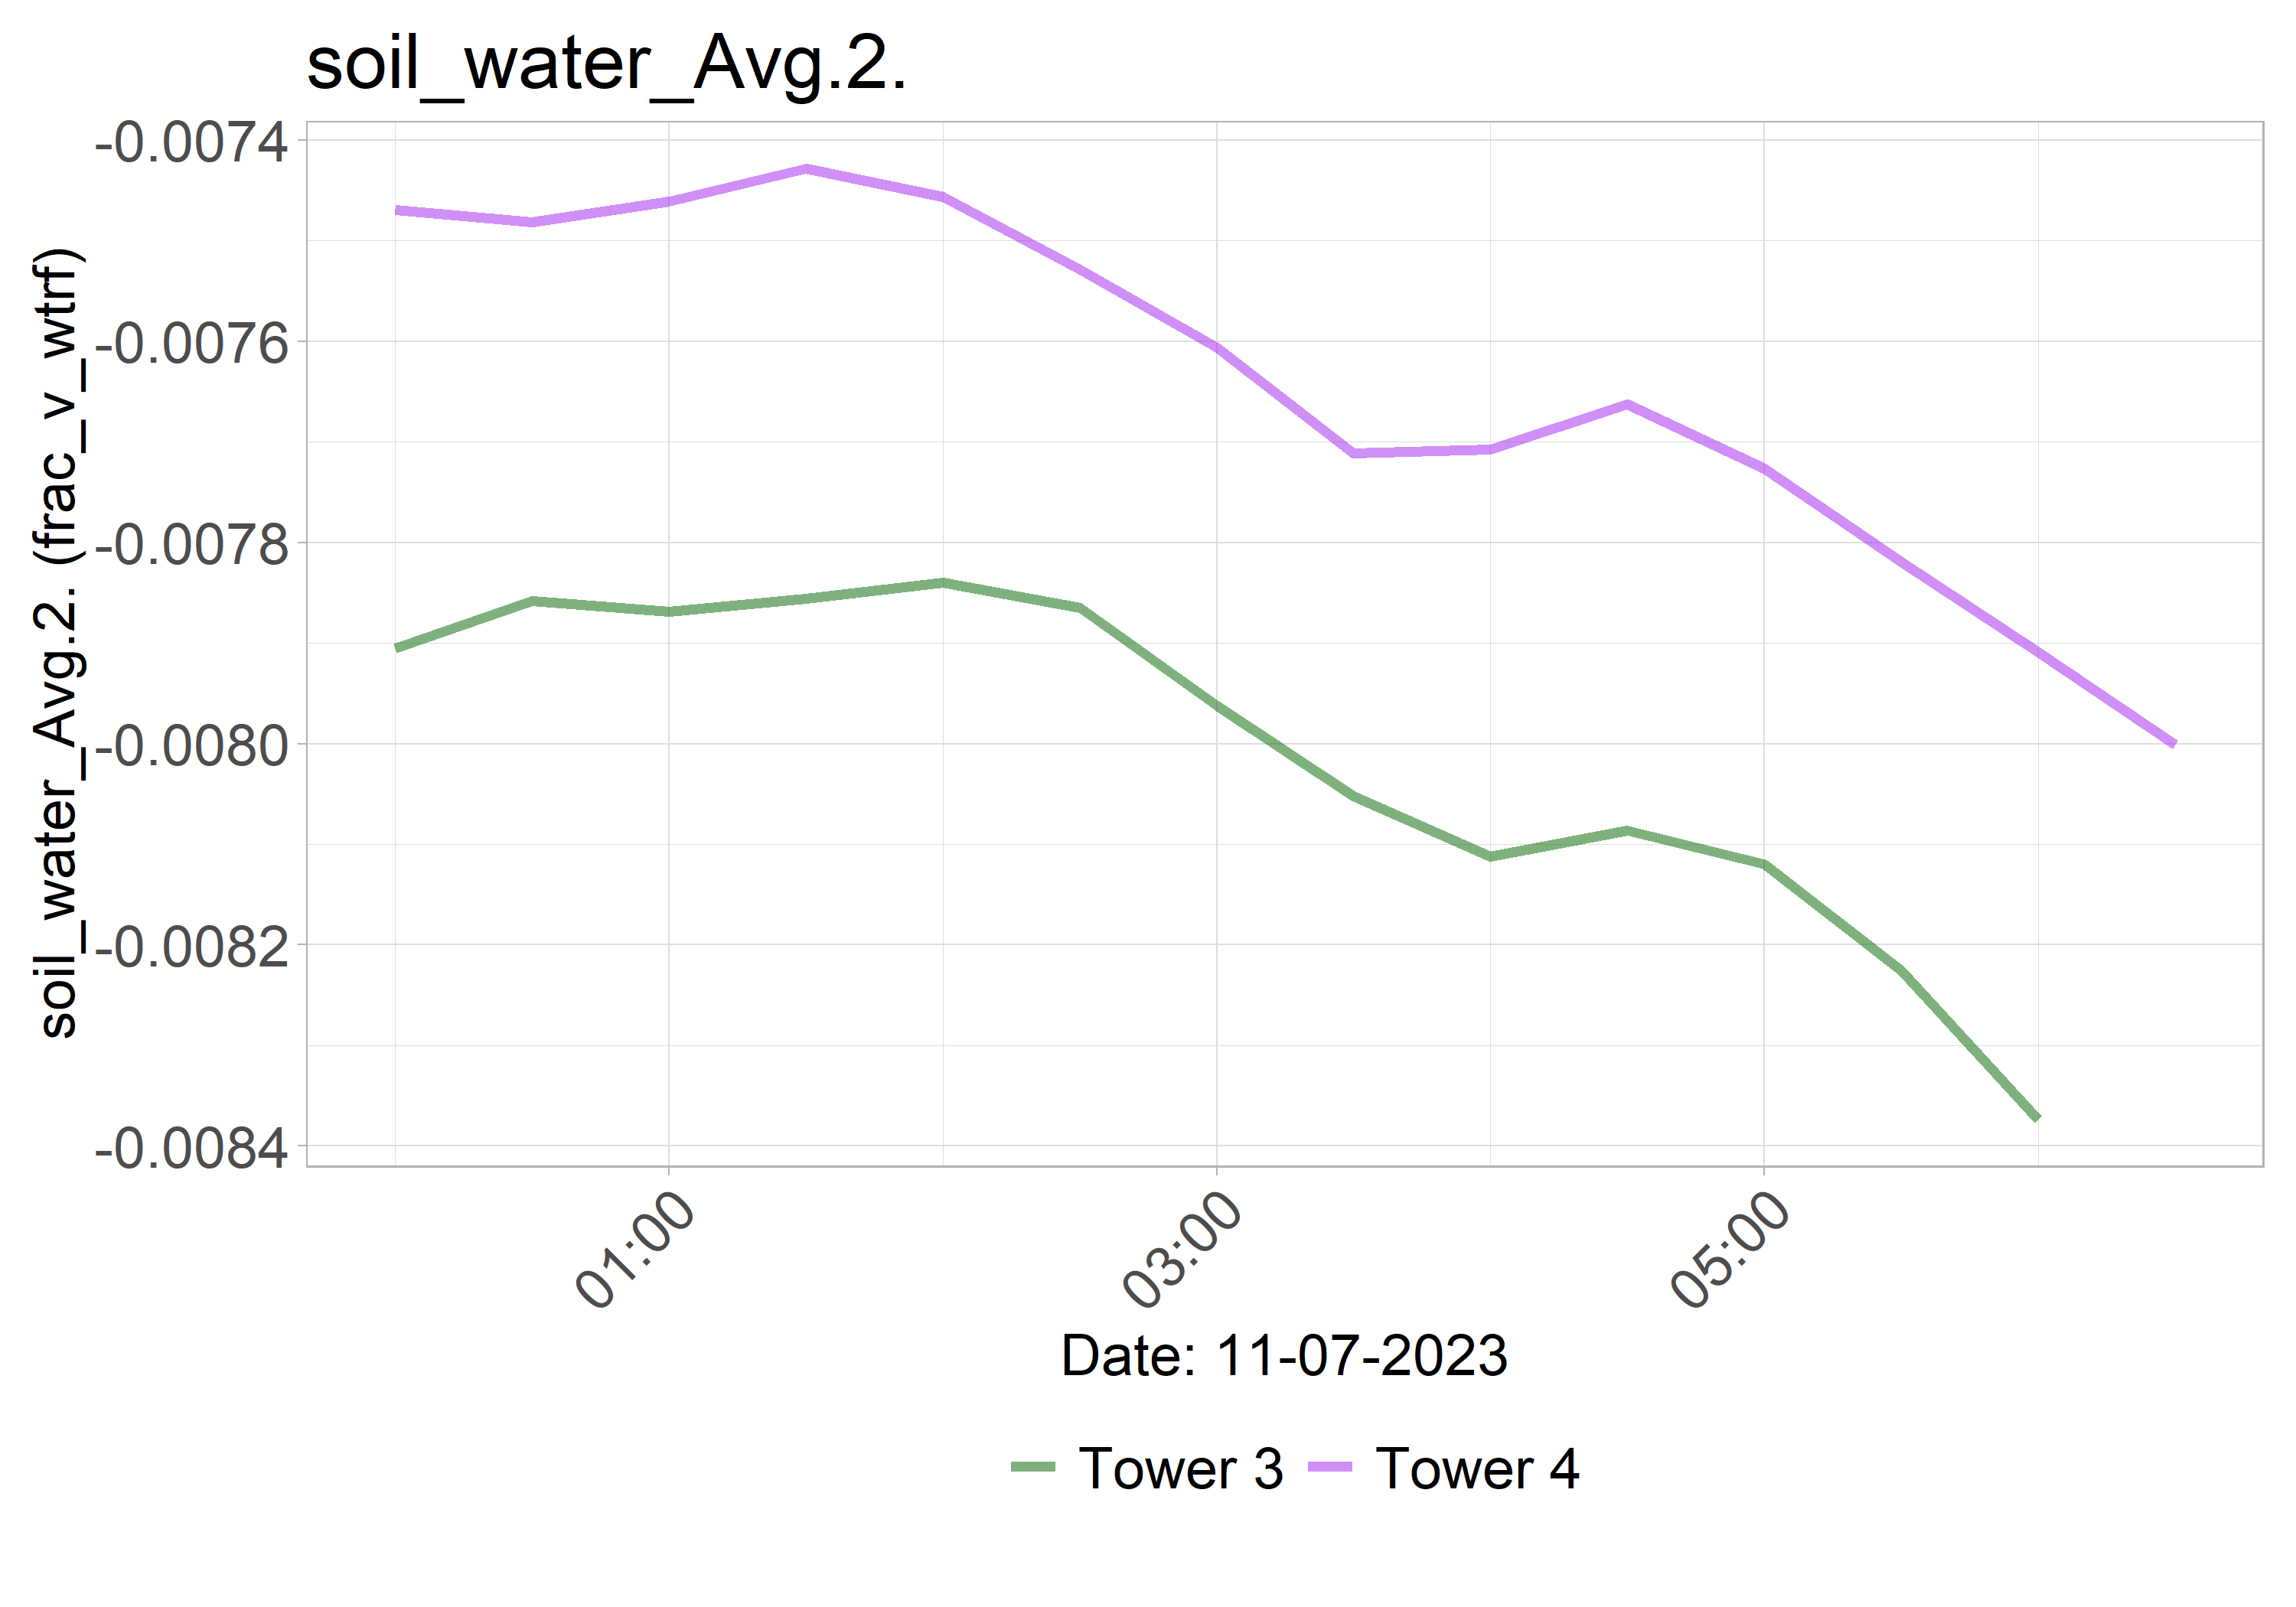 soil_water_Avg.2.
soil_water_Avg.2. (frac_v_wtrf)
-0.0074
-0.0076
-0.0078
-0.0080
-0.0082
-0.0084
01:00
03:00
05:00
Date: 11-07-2023
Tower 3
Tower 4